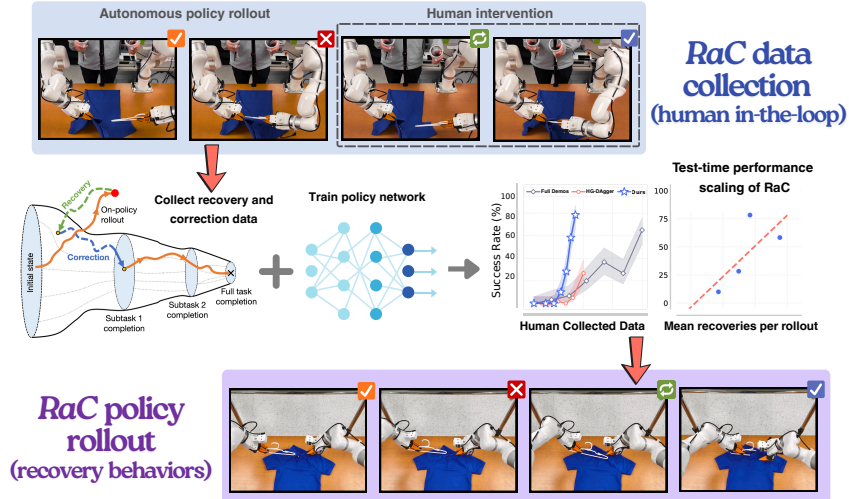 Autonomous policy rollout
Human intervention
RaC data
collection
(human in-the-loop)
Collect recovery and
correction data
Train policy network
Test-time performance
scaling of RaC
Initial state
Recovery
On-policy
rollout
Correction
Subtask 1
completion
Subtask 2
completion
Full task
completion
Success Rate (%)
100
80
60
40
20
Full Demos
HG-DAgger
Ours
Human Collected Data
100
75
50
25
0
Mean recoveries per rollout
RaC policy
rollout
(recovery behaviors)